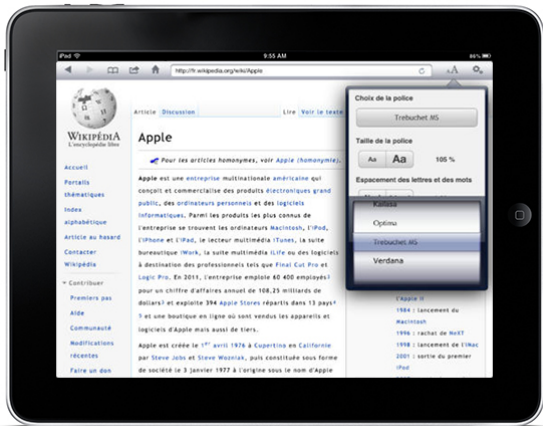 iPad
9:55 AM
86%
http://fr.wikipedia.org/wiki/Apple
AA
WIKIPÉDIA
L'encyclopédie libre
Accueil
Portails
thématiques
Index
alphabétique
Article au hasard
Contacter
Wikipédia
Contribuer
Premiers pas
Aide
Communauté
Modifications
récentes
Faire un don
Article Discussion
Lire Voir le texte
Apple
Pour les articles homonymes, voir Apple (homonymie).
Apple est une entreprise multinationale américaine qui
conçoit et commercialise des produits électroniques grand
public, des ordinateurs personnels et des logiciels
informatiques. Parmi les produits les plus connus de
l'entreprise se trouvent les ordinateurs Macintosh, l'iPod,
l'iPhone et l'iPad, le lecteur multimédia iTunes, la suite
bureautique iWork, la suite multimédia iLife ou des logiciels
à destination des professionnels tels que Final Cut Pro et
Logic Pro. En 2011, l'entreprise emploie 60 400 employés
pour un chiffre d'affaires annuel de 108,25 milliards de
dollars et exploite 394 Apple Stores répartis dans 13 pays
et une boutique en ligne où sont vendus les appareils et
logiciels d'Apple mais aussi de tiers.
Apple est créée le 1er avril 1976 à Cupertino en Californie
par Steve Jobs et Steve Wozniak, puis constituée sous forme
de société le 3 janvier 1977 à l'origine sous le nom d'Apple
Choix de la police
Trebuchet MS
Taille de la police
Aa Aa 105 %
Espacement des lettres et des mots
Kailasa
Optima
Trebuchet MS
Verdana
l'Apple II
1984 : lancement du
Macintosh
1996 : rachat de NeXT
1998 : lancement de l'iMac
2001 : sortie du premier
iPod